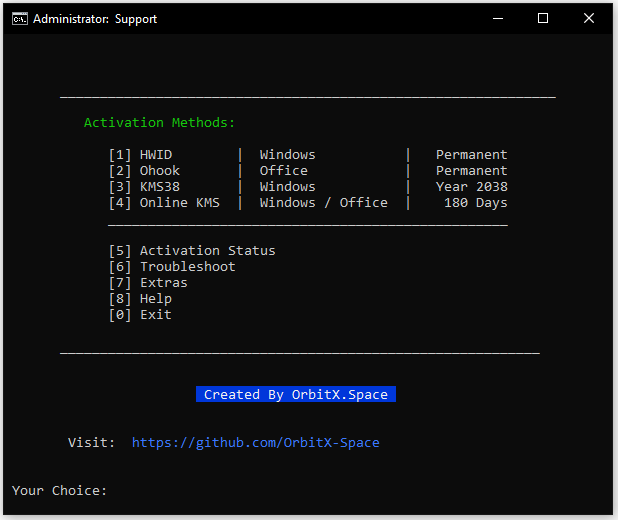 Administrator: Support
Activation Methods:
[1] HWID | Windows | Permanent
[2] Ohook | Office | Permanent
[3] KMS38 | Windows | Year 2038
[4] Online KMS | Windows / Office | 180 Days
[5] Activation Status
[6] Troubleshoot
[7] Extras
[8] Help
[0] Exit
Created By OrbitX.Space
Visit: https://github.com/OrbitX-Space
Your Choice: